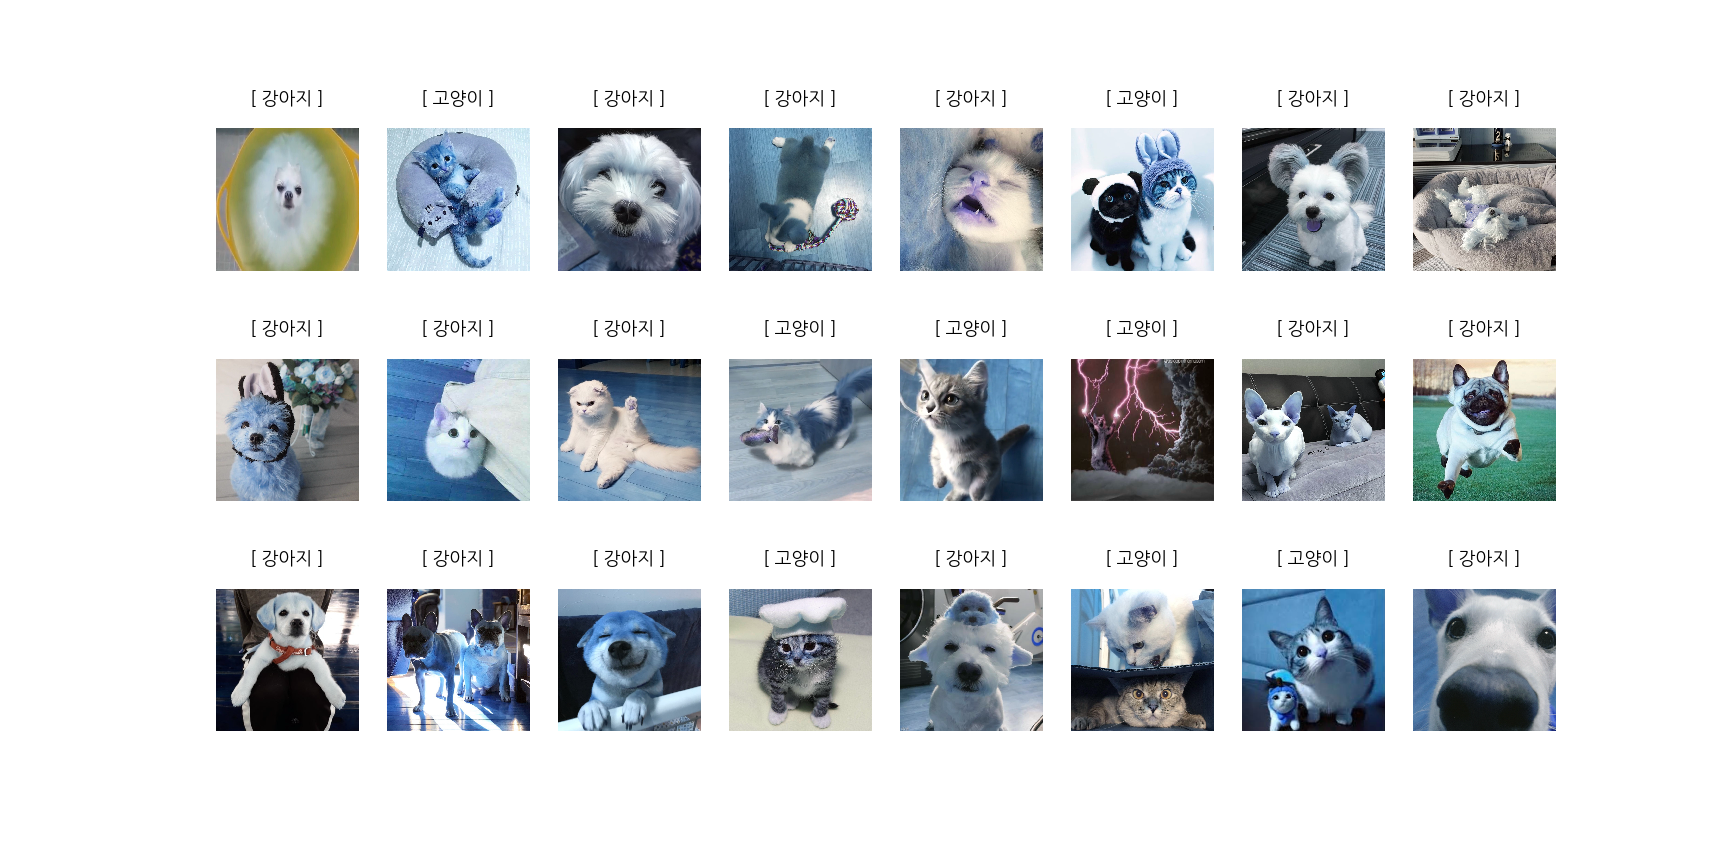 [ 강아지 ] [ 고양이 ] [ 강아지 ] [ 강아지 ] [ 강아지 ] [ 고양이 ] [ 강아지 ] [ 강아지 ]
[ 강아지 ] [ 강아지 ] [ 강아지 ] [ 고양이 ] [ 고양이 ] [ 고양이 ] [ 강아지 ] [ 강아지 ]
[ 강아지 ] [ 강아지 ] [ 강아지 ] [ 고양이 ] [ 강아지 ] [ 고양이 ] [ 고양이 ] [ 강아지 ]